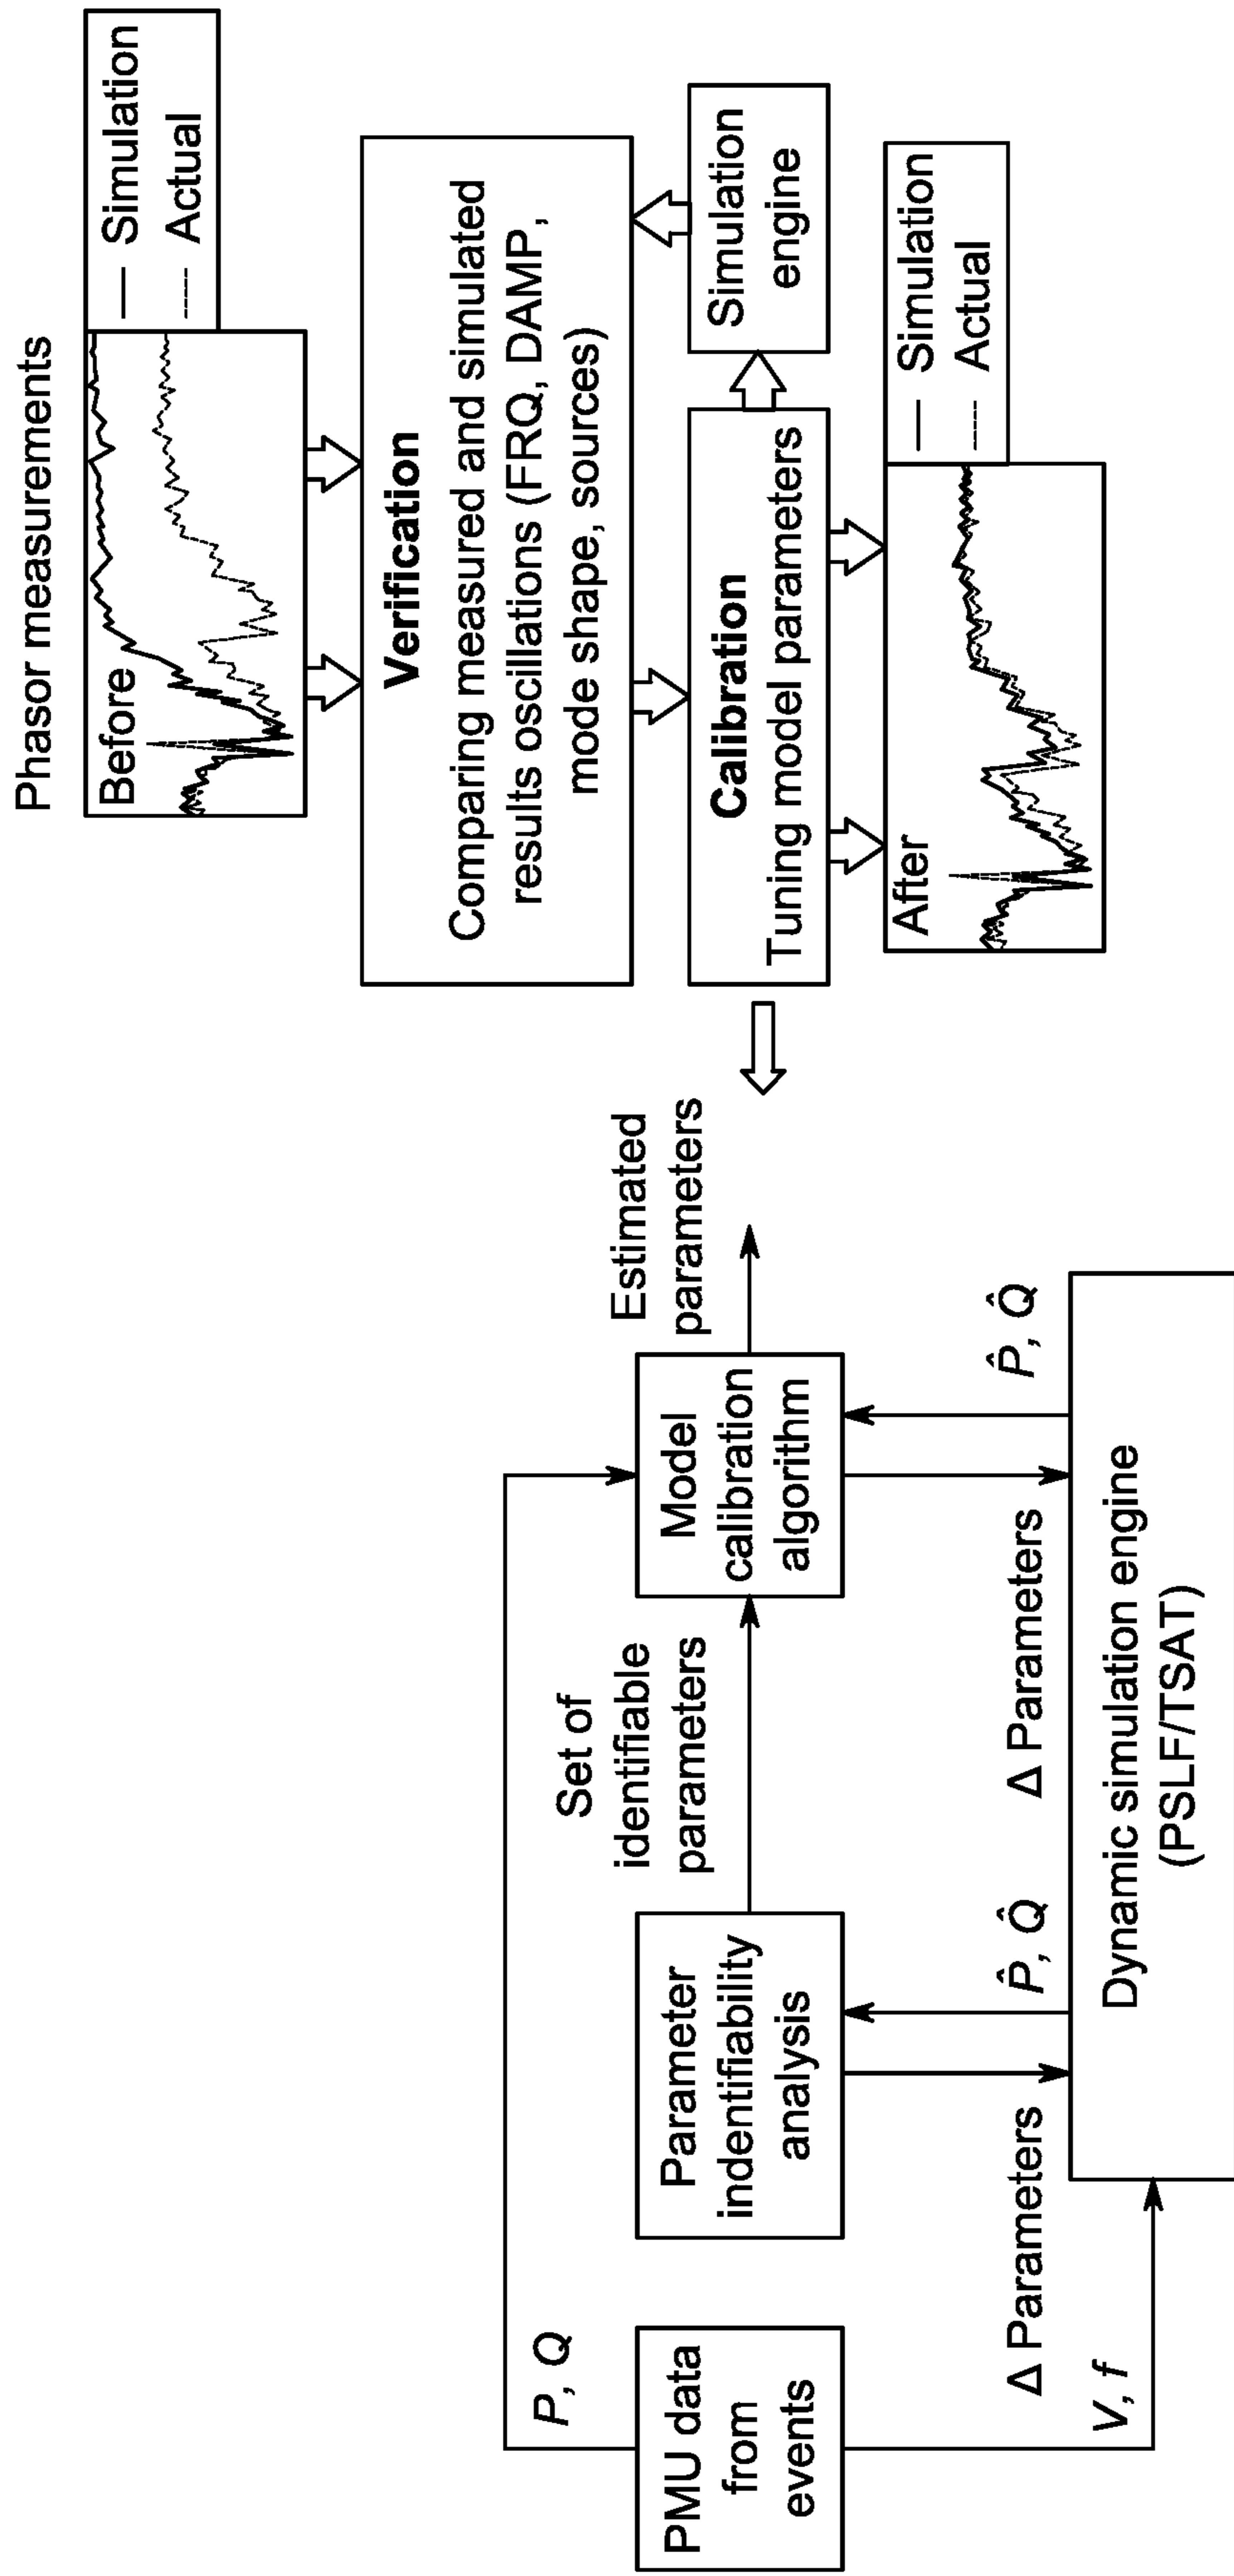 P, Q
PMU data
from
events
V, f
Parameter
indentifiability
analysis
Δ Parameters
P̂, Q̂
Set of
identifiable
parameters
Model
calibration
algorithm
Δ Parameters
P̂, Q̂
Estimated
parameters
Dynamic simulation engine
(PSLF/TSAT)
Phasor measurements
Before
Simulation
Actual
Verification
Comparing measured and simulated
results oscillations (FRQ, DAMP,
mode shape, sources)
Calibration
Tuning model parameters
Simulation
engine
After
Simulation
Actual